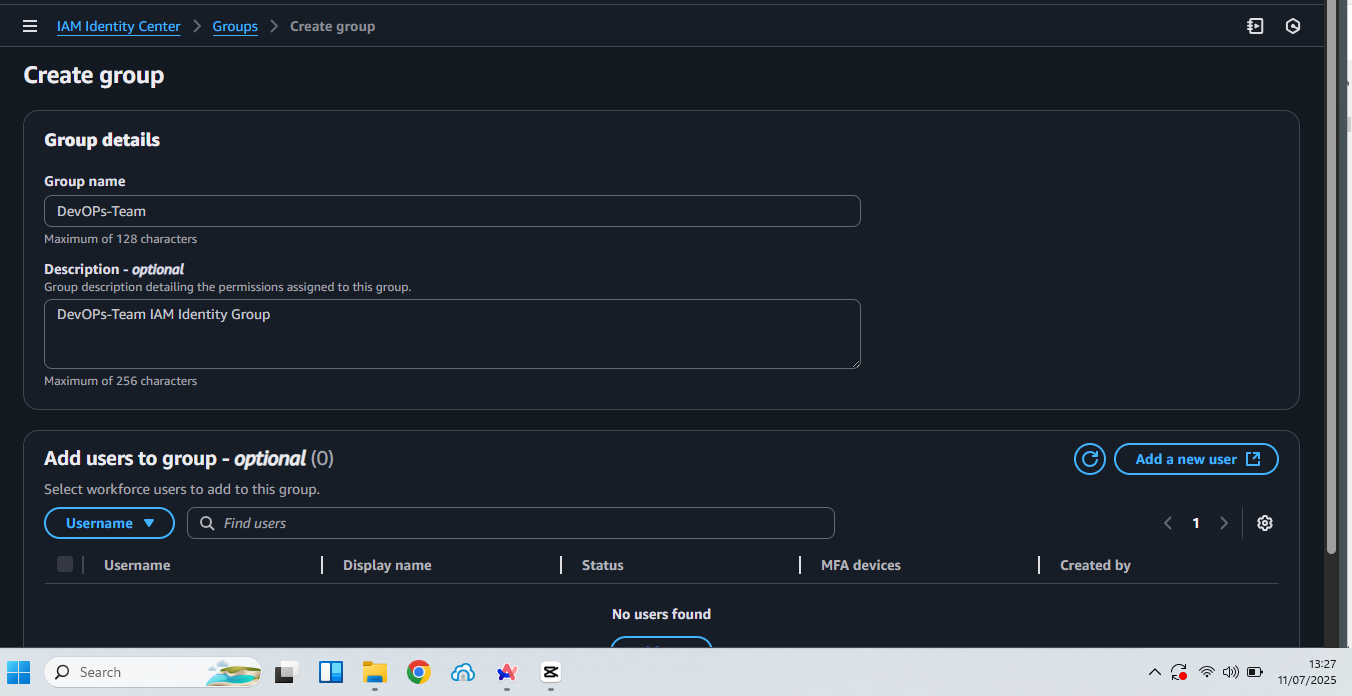 IAM Identity Center > Groups > Create group
Create group
Group details
Group name
DevOPs-Team
Maximum of 128 characters
Description - optional
Group description detailing the permissions assigned to this group.
DevOPs-Team IAM Identity Group
Maximum of 256 characters
Add users to group - optional (0)
Add a new user
Select workforce users to add to this group.
Username
Find users
1
Username Display name Status MFA devices Created by
No users found
Search
13:27
11/07/2025